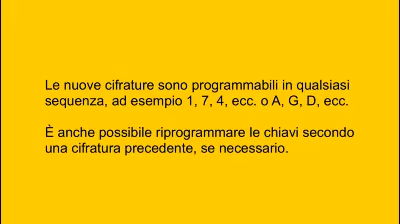 Le nuove cifrature sono programmabili in qualsiasi
sequenza, ad esempio 1, 7, 4, ecc. o A, G, D, ecc.
È anche possibile riprogrammare le chiavi secondo
una cifratura precedente, se necessario.